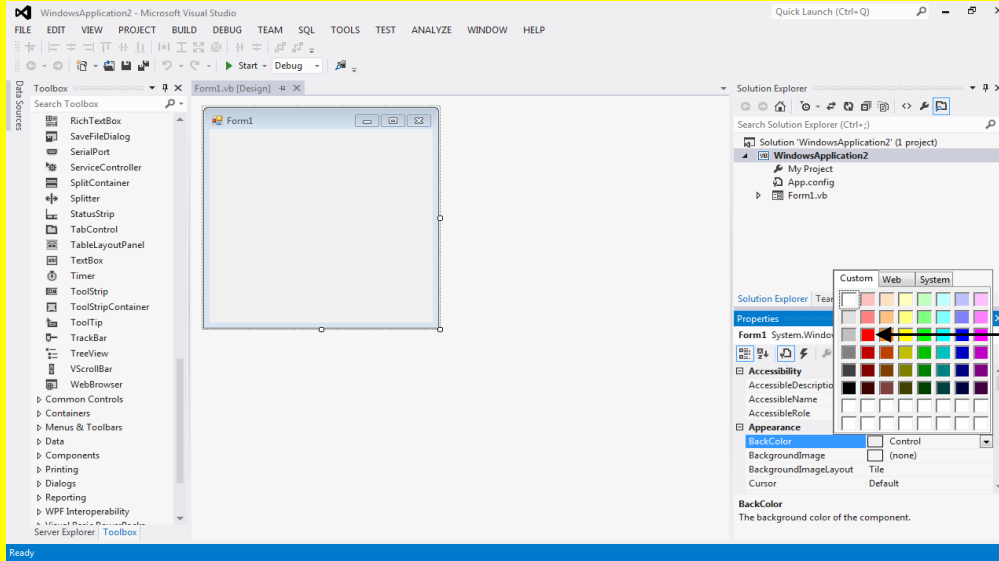 WindowsApplication2 - Microsoft Visual Studio
Quick Launch (Ctrl+Q)
FILE EDIT VIEW PROJECT BUILD DEBUG TEAM SQL TOOLS TEST ANALYZE WINDOW HELP
Start - Debug
Data Sources
Toolbox
Search Toolbox
RichTextBox
SaveFileDialog
SerialPort
ServiceController
SplitContainer
Splitter
StatusStrip
TabControl
TableLayoutPanel
TextBox
Timer
ToolStrip
ToolStripContainer
ToolTip
TrackBar
TreeView
VScrollBar
WebBrowser
Common Controls
Containers
Menus & Toolbars
Data
Components
Printing
Dialogs
Reporting
WPF Interoperability
Server Explorer Toolbox
Form1.vb [Design]
Form1
Solution Explorer
Search Solution Explorer (Ctrl+;)
Solution 'WindowsApplication2' (1 project)
VB WindowsApplication2
My Project
App.config
Form1.vb
Custom Web System
Solution Explorer Tear
Properties
Form1 System.Window
Accessibility
AccessibleDescriptio
AccessibleName
AccessibleRole
Appearance
BackColor Control
BackgroundImage (none)
BackgroundImageLayout Tile
Cursor Default
BackColor
The background color of the component.
Ready